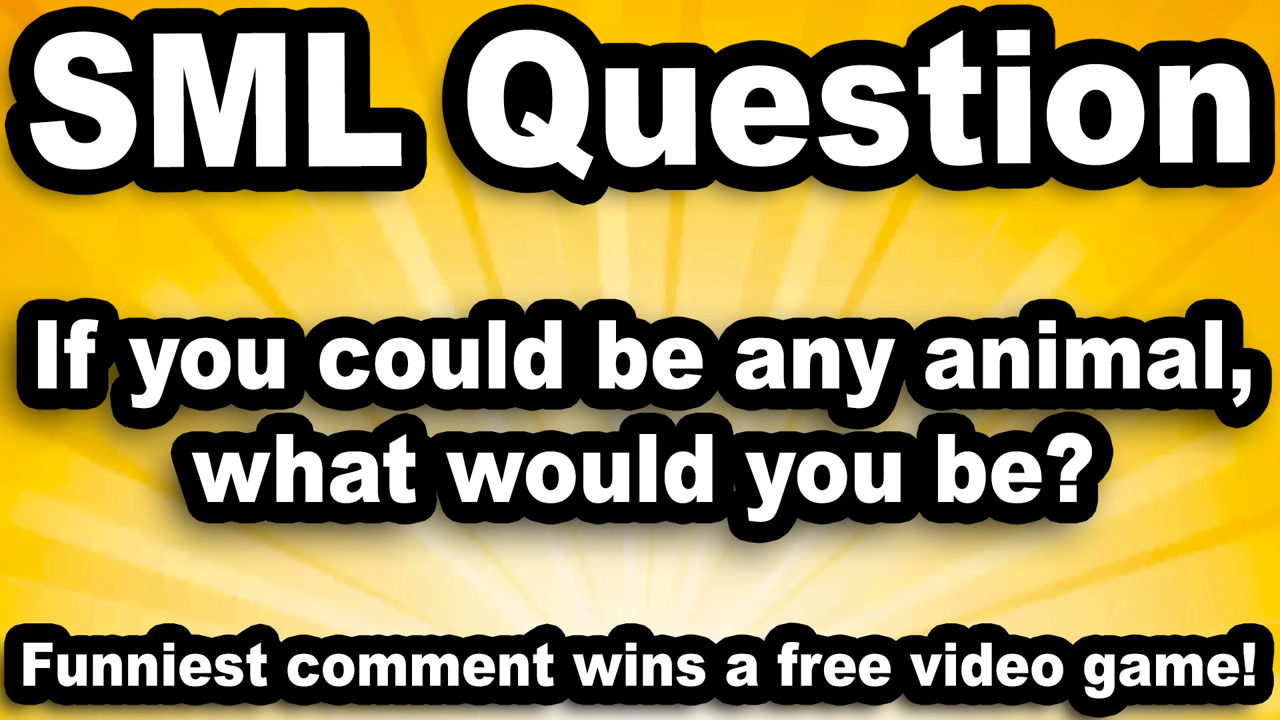 SML Question
If you could be any animal,
what would you be?
Funniest comment wins a free video game!